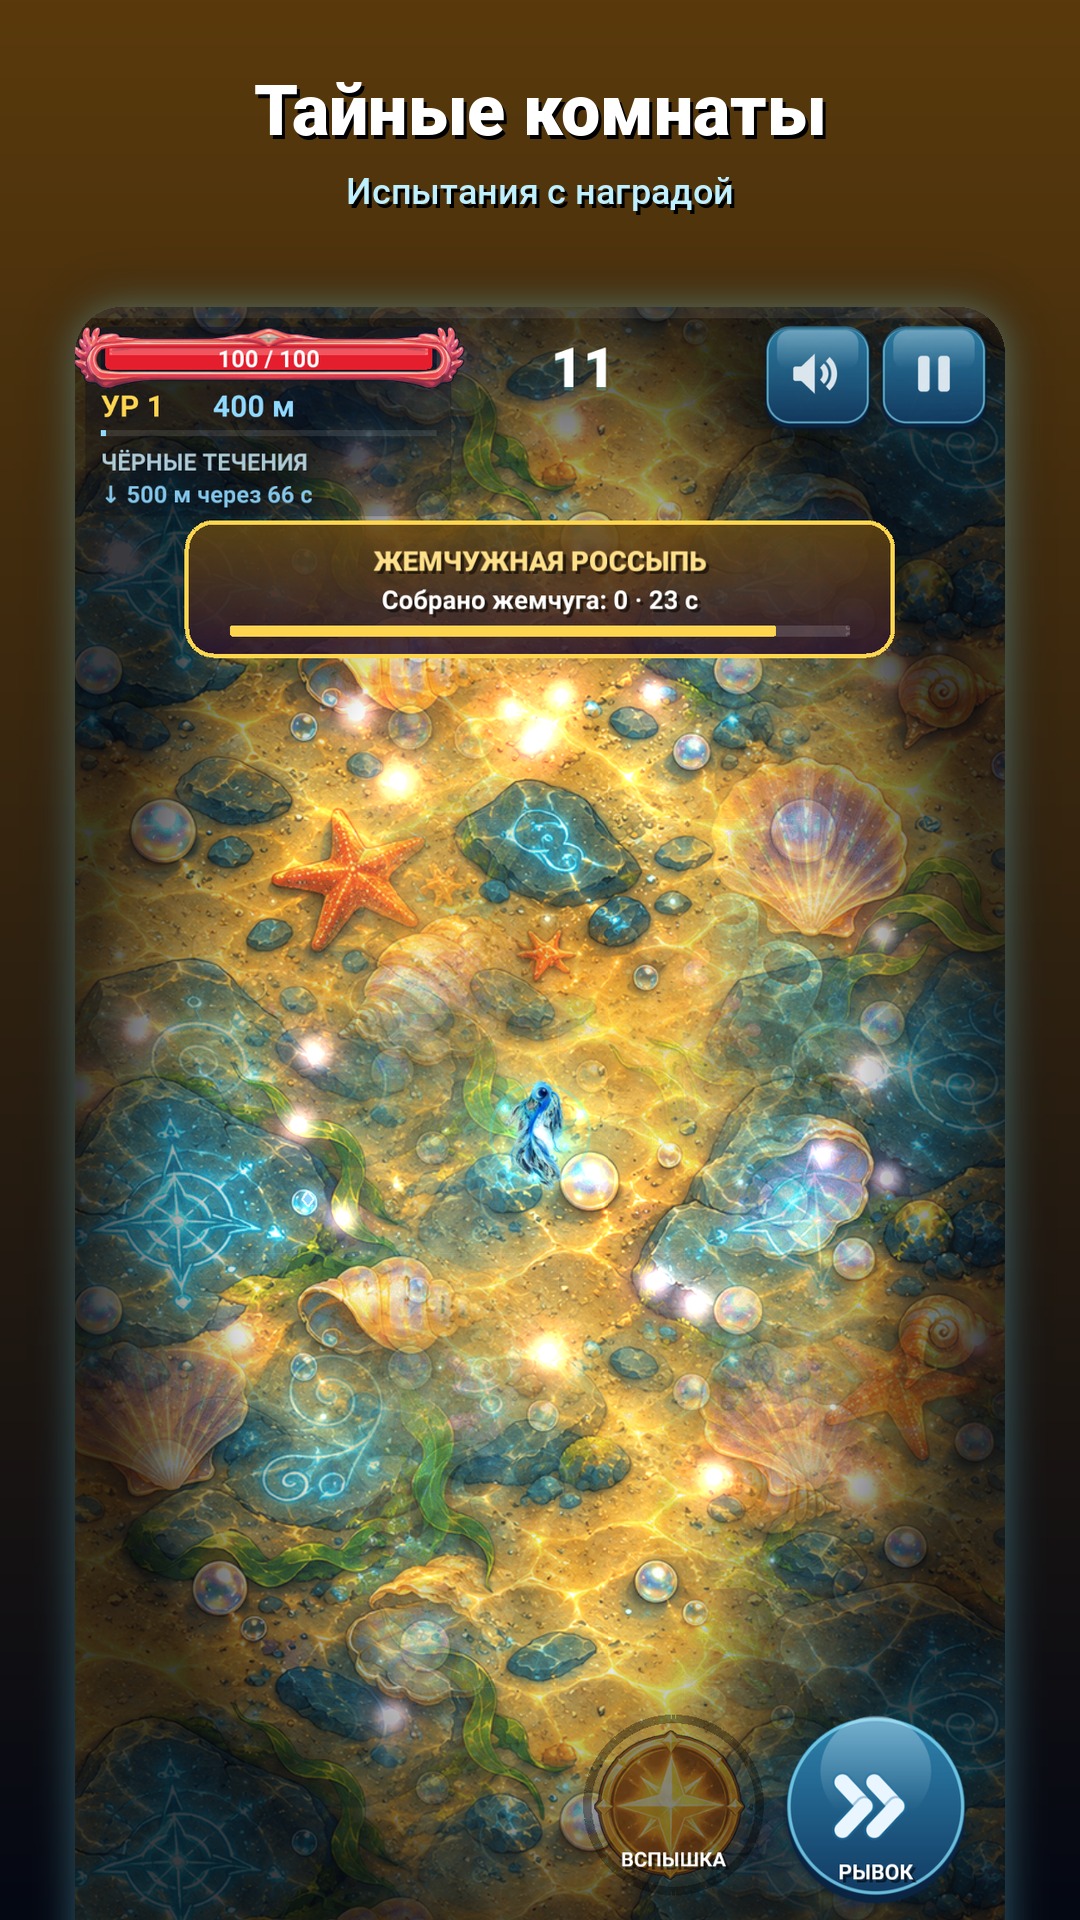 Тайные комнаты
Испытания с наградой
100 / 100
11
УР 1 400 м
ЧЁРНЫЕ ТЕЧЕНИЯ
↓ 500 м через 66 с
ЖЕМЧУЖНАЯ РОССЫПЬ
Собрано жемчуга: 0 · 23 с
ВСПЫШКА
РЫВОК